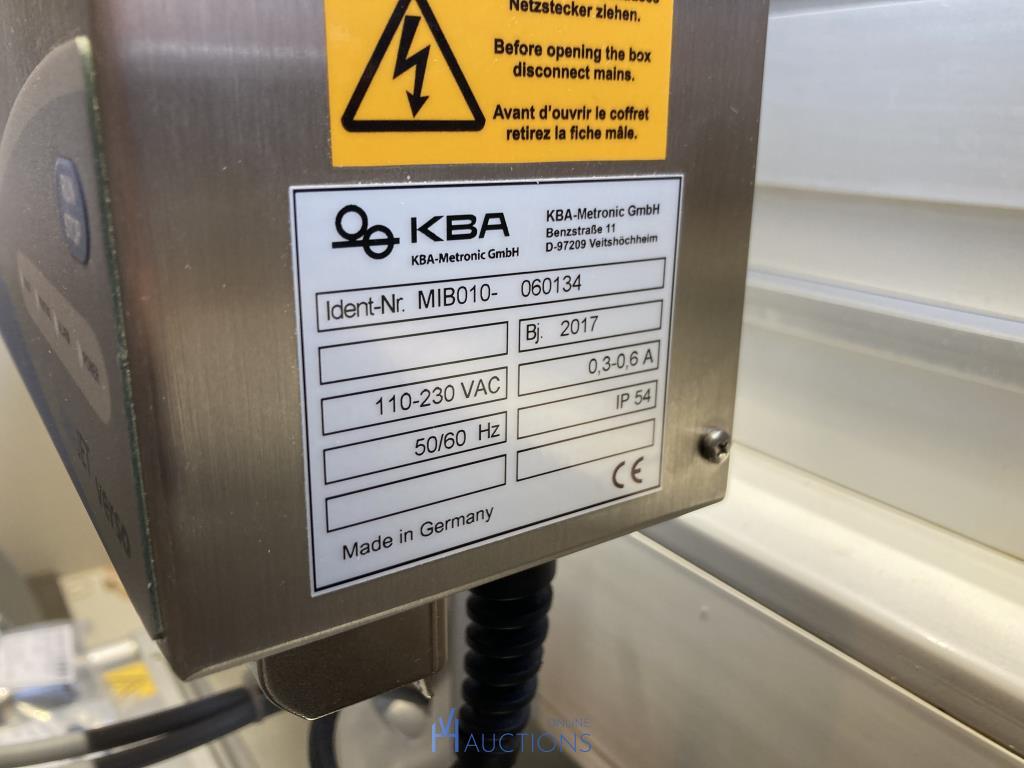 Netzstecker ziehen.
Before opening the box
disconnect mains.
Avant d'ouvrir le coffret
retirez la fiche mâle.
KBA
KBA-Metronic GmbH
KBA-Metronic GmbH
Benzstraße 11
D-97209 Veitshöchheim
Ident-Nr. MIB010- 060134
Bj. 2017
110-230 VAC
0,3-0,6 A
50/60 Hz
IP 54
CE
Made in Germany
JET
verso
ONLINE
AUCTIONS